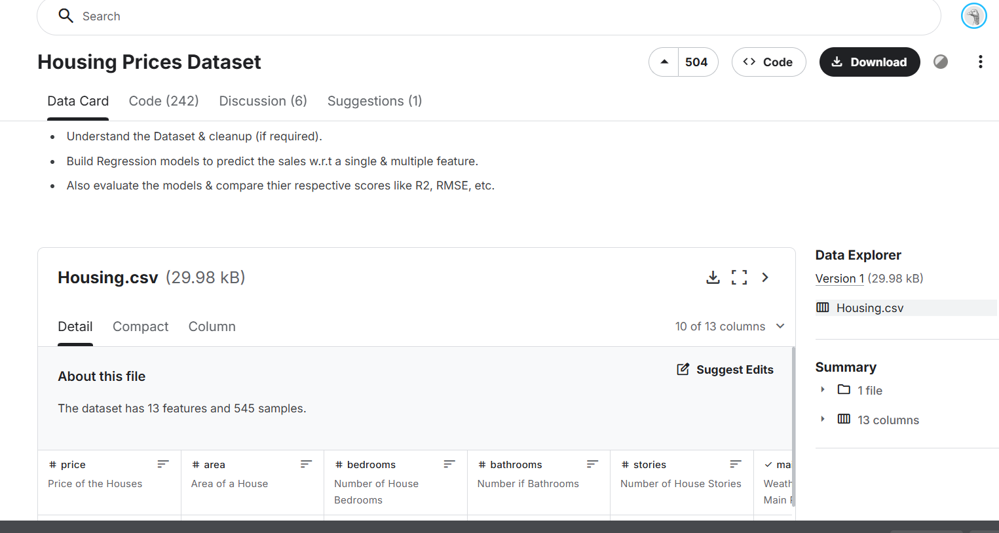 Search
Housing Prices Dataset
504
Code
Download
Data Card
Code (242)
Discussion (6)
Suggestions (1)
Understand the Dataset & cleanup (if required).
Build Regression models to predict the sales w.r.t a single & multiple feature.
Also evaluate the models & compare thier respective scores like R2, RMSE, etc.
Housing.csv (29.98 kB)
Detail
Compact
Column
10 of 13 columns
About this file
Suggest Edits
The dataset has 13 features and 545 samples.
# price
Price of the Houses
# area
Area of a House
# bedrooms
Number of House
Bedrooms
# bathrooms
Number if Bathrooms
# stories
Number of House Stories
Main
Data Explorer
Version 1 (29.98 kB)
Housing.csv
Summary
1 file
13 columns